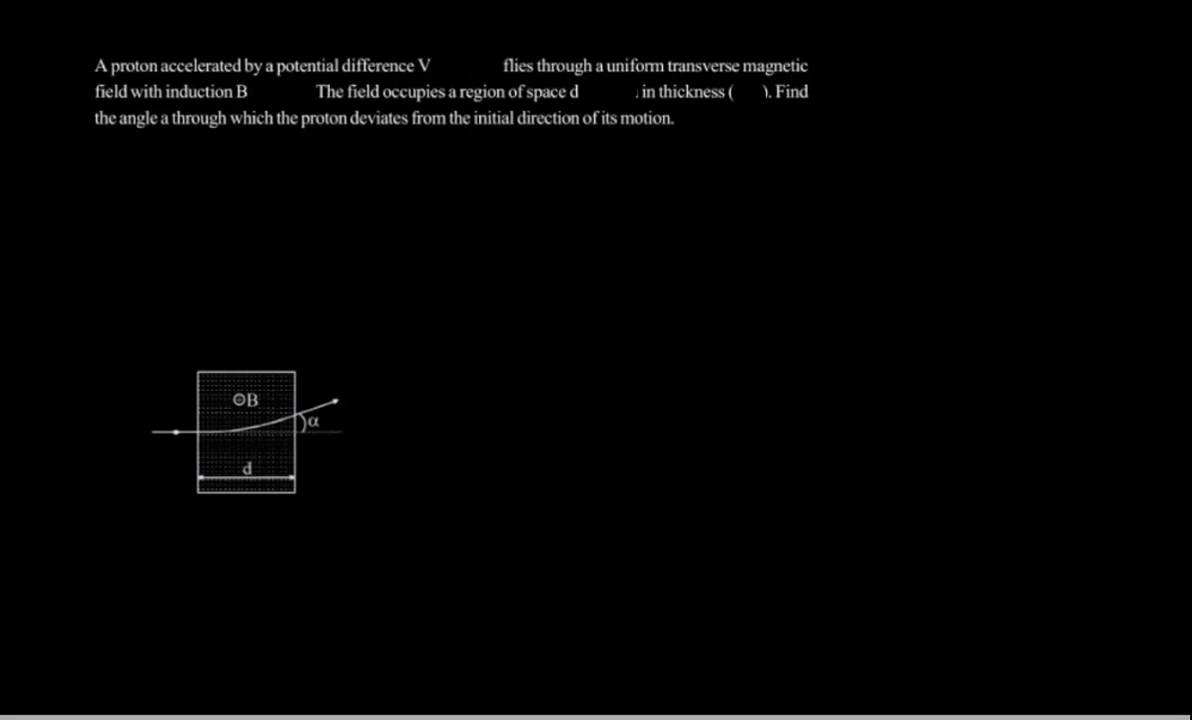 A proton accelerated by a potential difference V flies through a uniform transverse magnetic
field with induction B The field occupies a region of space d in thickness ( ). Find
the angle a through which the proton deviates from the initial direction of its motion.
⊙B
α
d